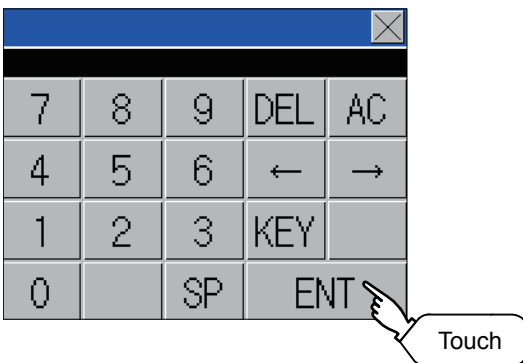 7 8 9 DEL AC
4 5 6 ← →
1 2 3 KEY
0 SP ENT
Touch